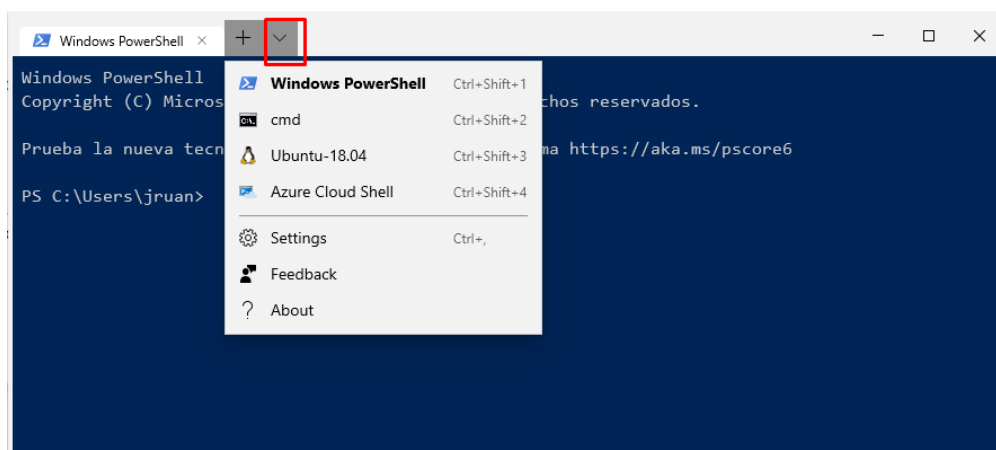 Windows PowerShell
Windows PowerShell
Copyright (C) Micros
chos reservados.
Prueba la nueva tecn
ma https://aka.ms/pscore6
PS C:\Users\jruan>
Windows PowerShell Ctrl+Shift+1
cmd Ctrl+Shift+2
Ubuntu-18.04 Ctrl+Shift+3
Azure Cloud Shell Ctrl+Shift+4
Settings Ctrl+,
Feedback
About